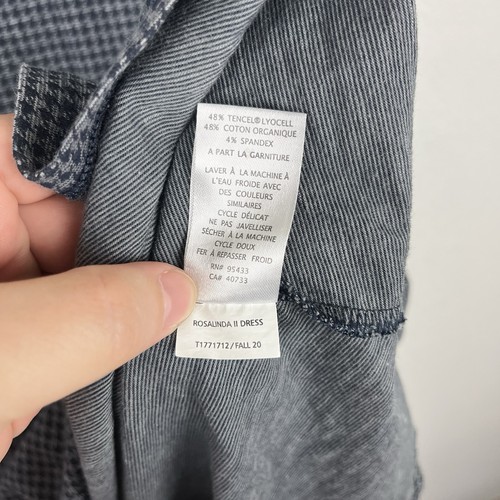 48% TENCEL® LYOCELL
48% COTON ORGANIQUE
4% SPANDEX
A PART LA GARNITURE
LAVER À LA MACHINE À
L'EAU FROIDE AVEC
DES COULEURS
SIMILAIRES
CYCLE DÉLICAT
NE PAS JAVELLISER
SÉCHER À LA MACHINE
CYCLE DOUX
FER À REPASSER FROID
RN# 95433
CA# 40733
ROSALINDA II DRESS
T1771712/FALL 20